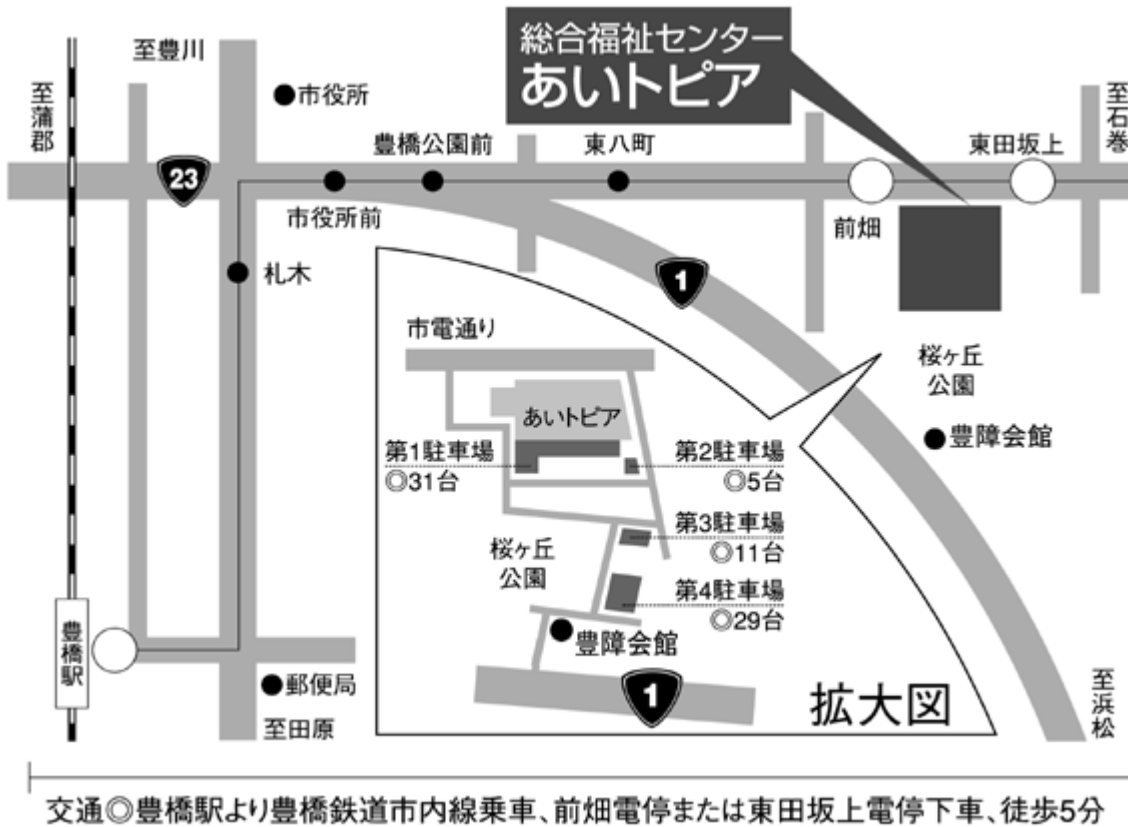 総合福祉センター
あいトピア
至豊川
至蒲郡
市役所
豊橋公園前
東八町
東田坂上
至石巻
23
市役所前
前畑
札木
1
市電通り
桜ヶ丘
公園
あいトピア
豊障会館
第1駐車場
◎31台
第2駐車場
◎5台
第3駐車場
◎11台
桜ヶ丘
公園
第4駐車場
◎29台
豊障会館
豊橋駅
1
郵便局
至田原
拡大図
至浜松
交通◎豊橋駅より豊橋鉄道市内線乗車、前畑電停または東田坂上電停下車、徒歩5分